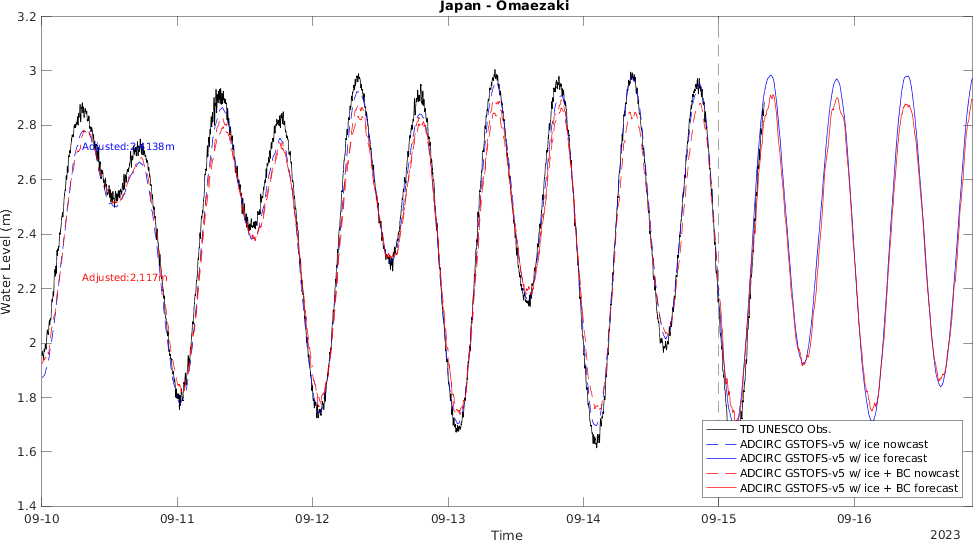 Japan - Omaezaki
3.2
3
2.8
2.6
2.4
2.2
2
1.8
1.6
1.4
Water Level (m)
Adjusted:2.1138m
Adjusted:2.117m
TD UNESCO Obs.
ADCIRC GSTOFS-v5 w/ ice nowcast
ADCIRC GSTOFS-v5 w/ ice forecast
ADCIRC GSTOFS-v5 w/ ice + BC nowcast
ADCIRC GSTOFS-v5 w/ ice + BC forecast
09-10 09-11 09-12 09-13 09-14 09-15 09-16
Time
2023